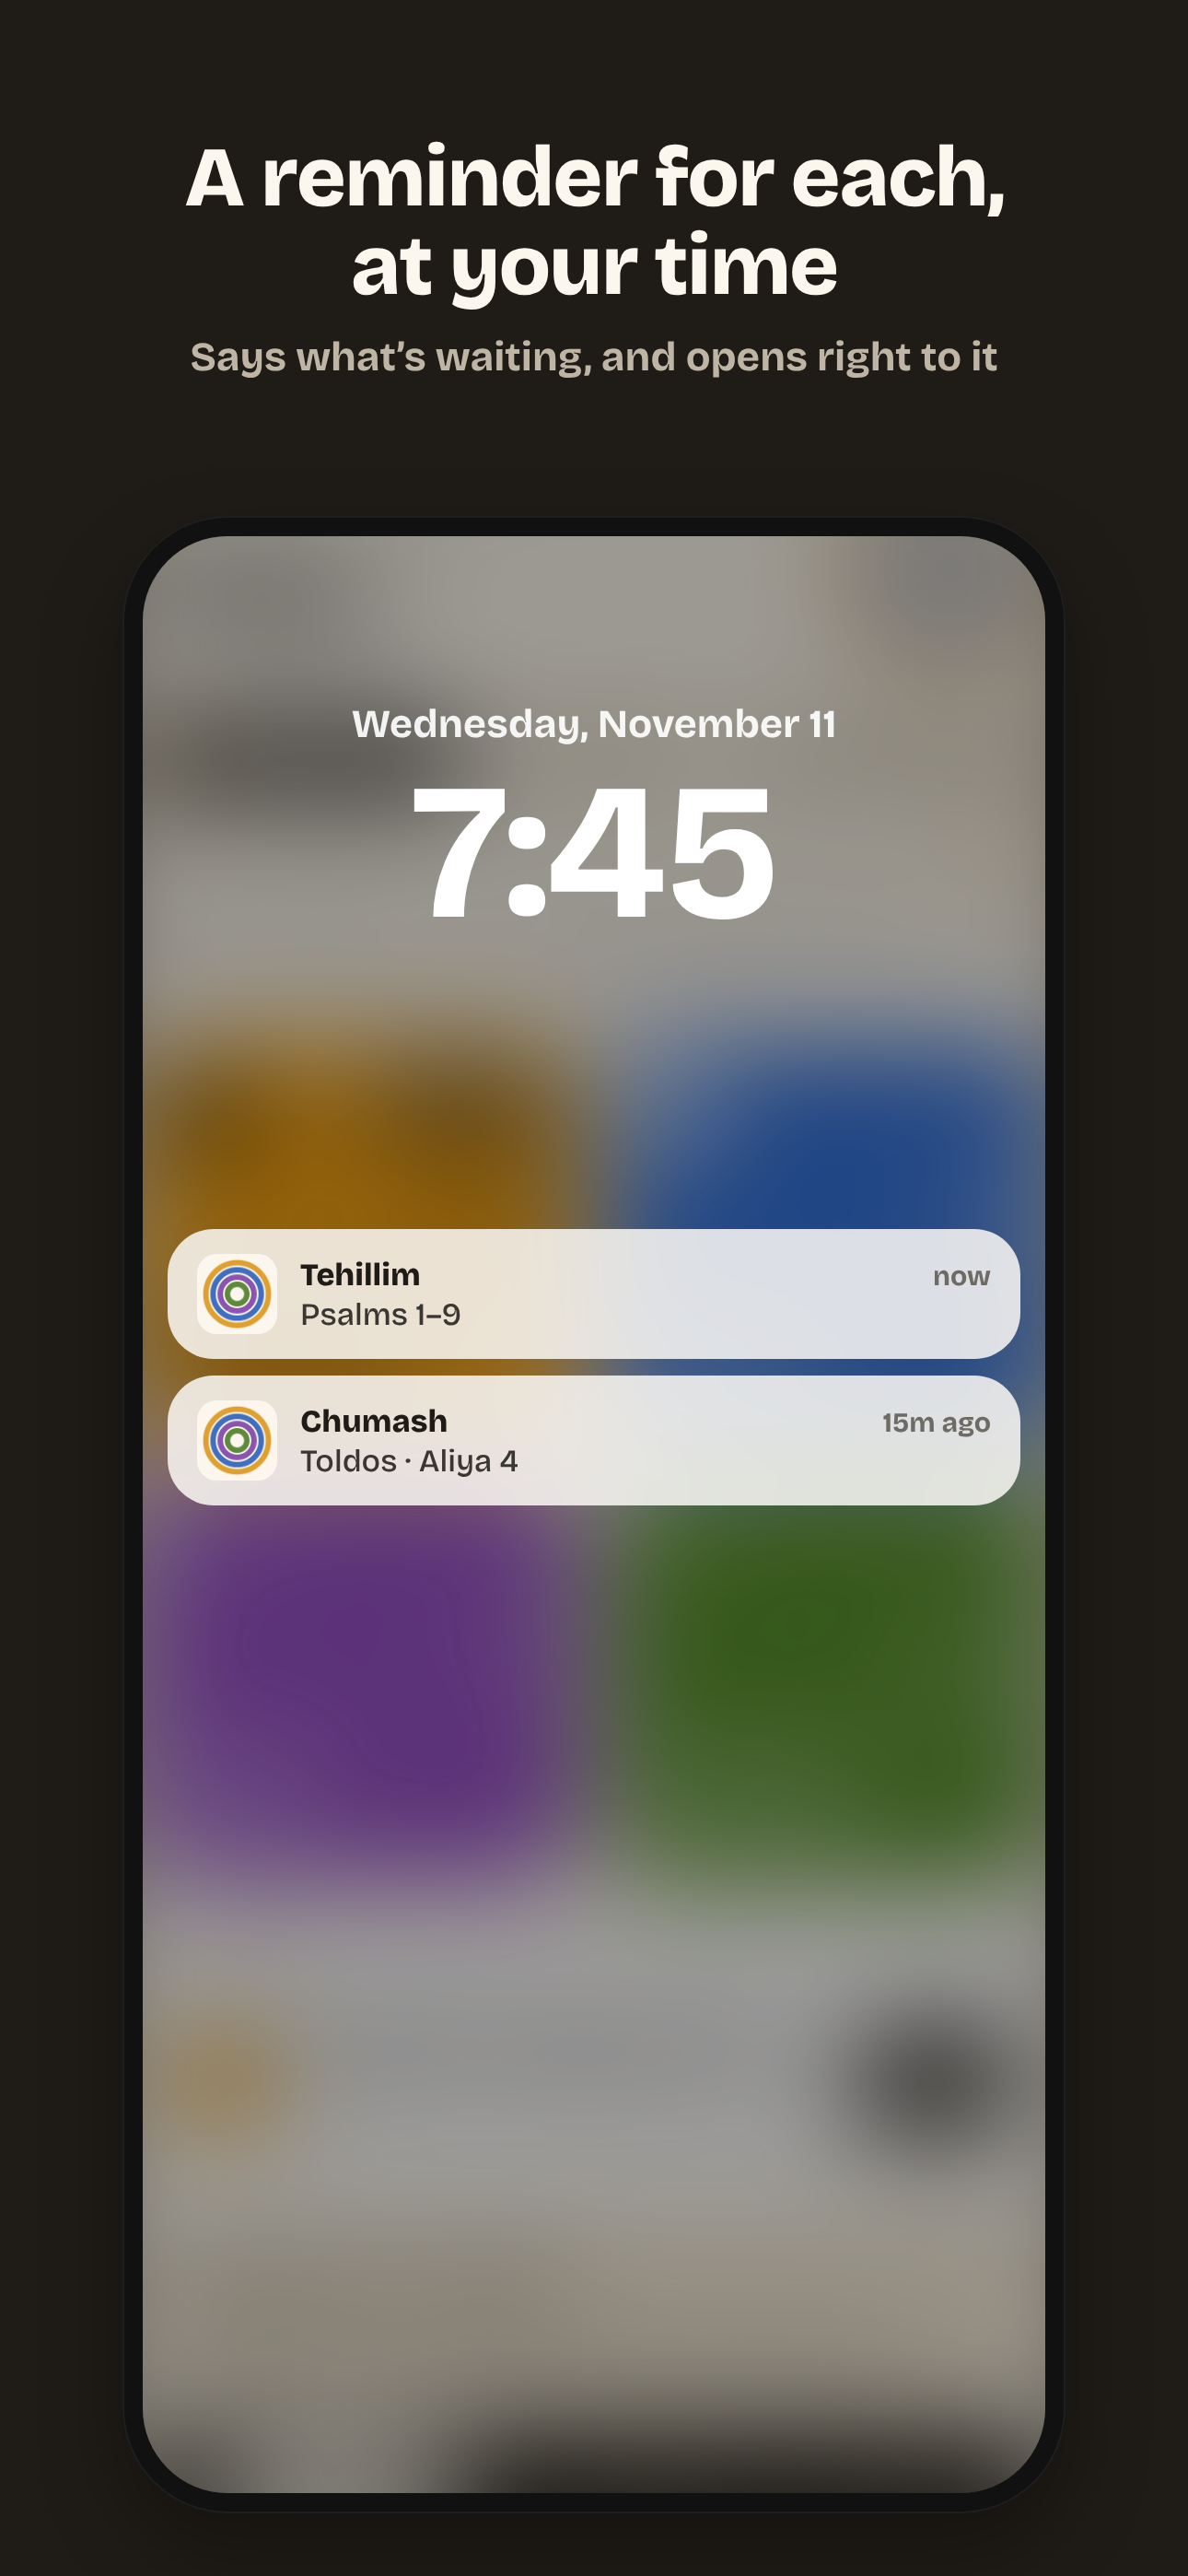 A reminder for each,
at your time
Says what’s waiting, and opens right to it
Wednesday, November 11
7:45
Tehillim
now
Psalms 1–9
Chumash
15m ago
Toldos · Aliya 4